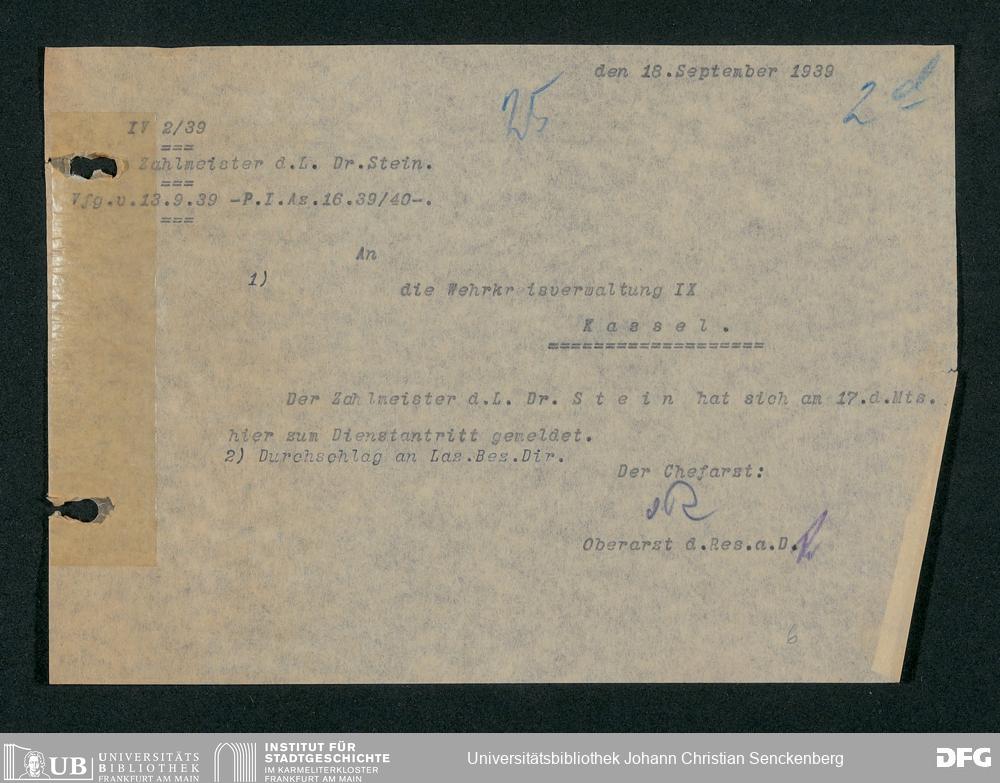 den 18.September 1939
25
2 d
IV 2/39
===
Zahlmeister d.L. Dr.Stein.
===
Vfg.v.13.9.39 -P.I.Az.16.39/40-.
===
An
1)
die Wehrkr isverwaltung IX
K a s s e l .
==================
Der Zahlmeister d.L. Dr. S t e i n hat sich am 17.d.Mts.
hier zum Dienstantritt gemeldet.
2) Durchschlag an Laz.Bez.Dir.
Der Chefarzt:
Oberarzt d.Res.a.D.
6
UB UNIVERSITÄTS
BIBLIOTHEK
FRANKFURT AM MAIN
INSTITUT FÜR
STADTGESCHICHTE
IM KARMELITERKLOSTER
FRANKFURT AM MAIN
Universitätsbibliothek Johann Christian Senckenberg
DFG